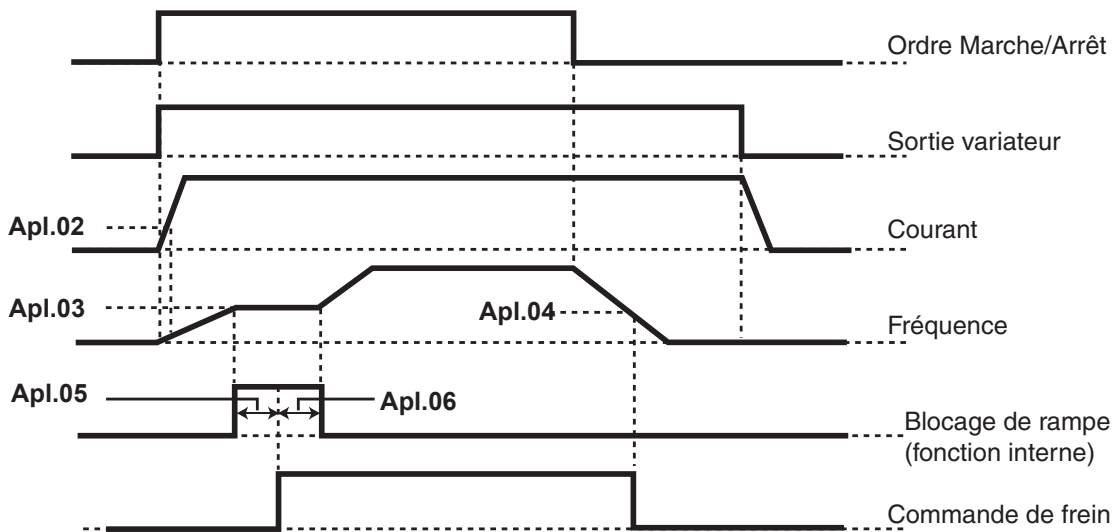 Ordre Marche/Arrêt
Sortie variateur
Apl.02
Courant
Apl.03
Apl.04
Fréquence
Apl.05
Apl.06
Blocage de rampe
(fonction interne)
Commande de frein